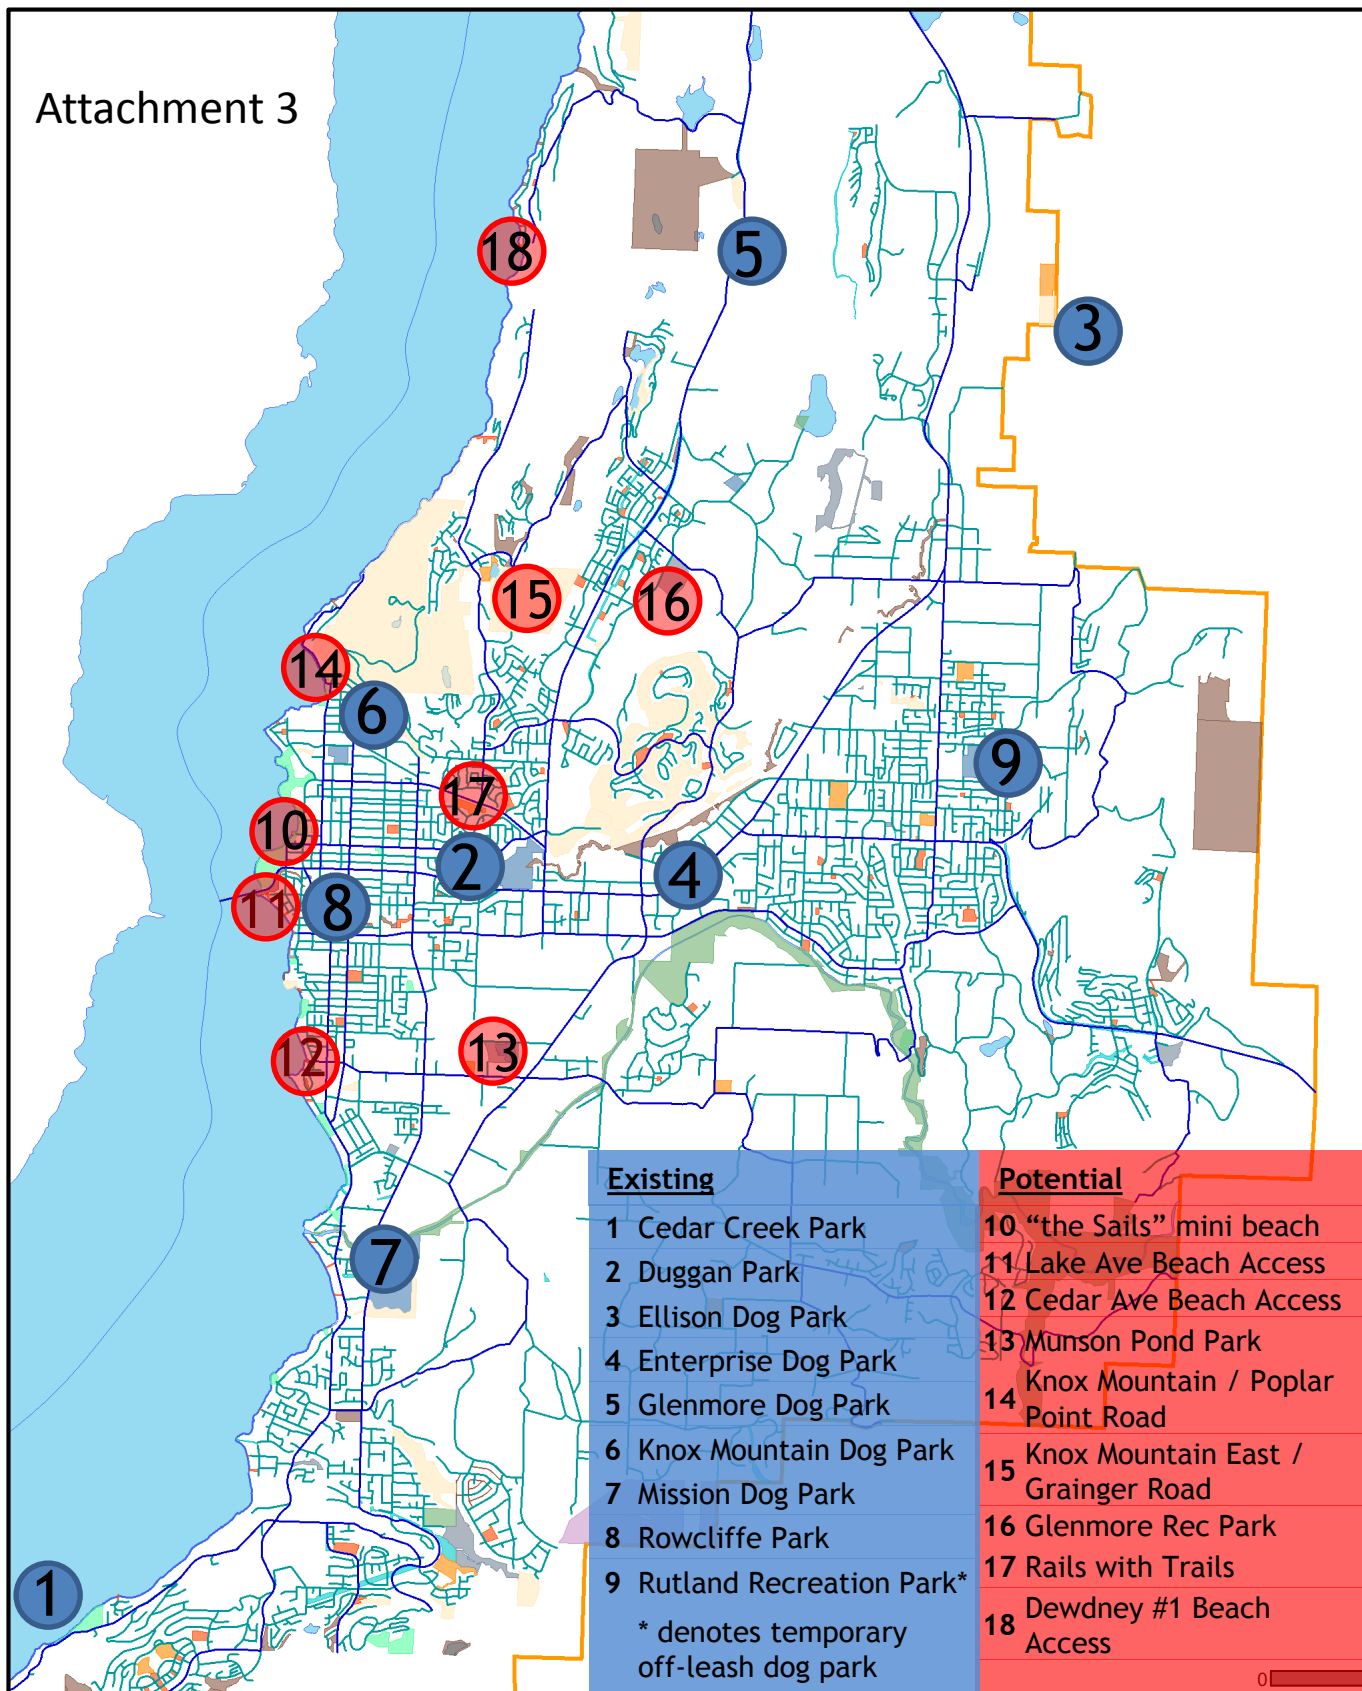 Attachment 3
18
5
3
15
16
14
6
9
17
10
2
4
11
8
12
13
7
1
Existing
1 Cedar Creek Park
2 Duggan Park
3 Ellison Dog Park
4 Enterprise Dog Park
5 Glenmore Dog Park
6 Knox Mountain Dog Park
7 Mission Dog Park
8 Rowcliffe Park
9 Rutland Recreation Park*
* denotes temporary
off-leash dog park
Potential
10 “the Sails” mini beach
11 Lake Ave Beach Access
12 Cedar Ave Beach Access
13 Munson Pond Park
14 Knox Mountain / Poplar
Point Road
15 Knox Mountain East /
Grainger Road
16 Glenmore Rec Park
17 Rails with Trails
18 Dewdney #1 Beach
Access
0